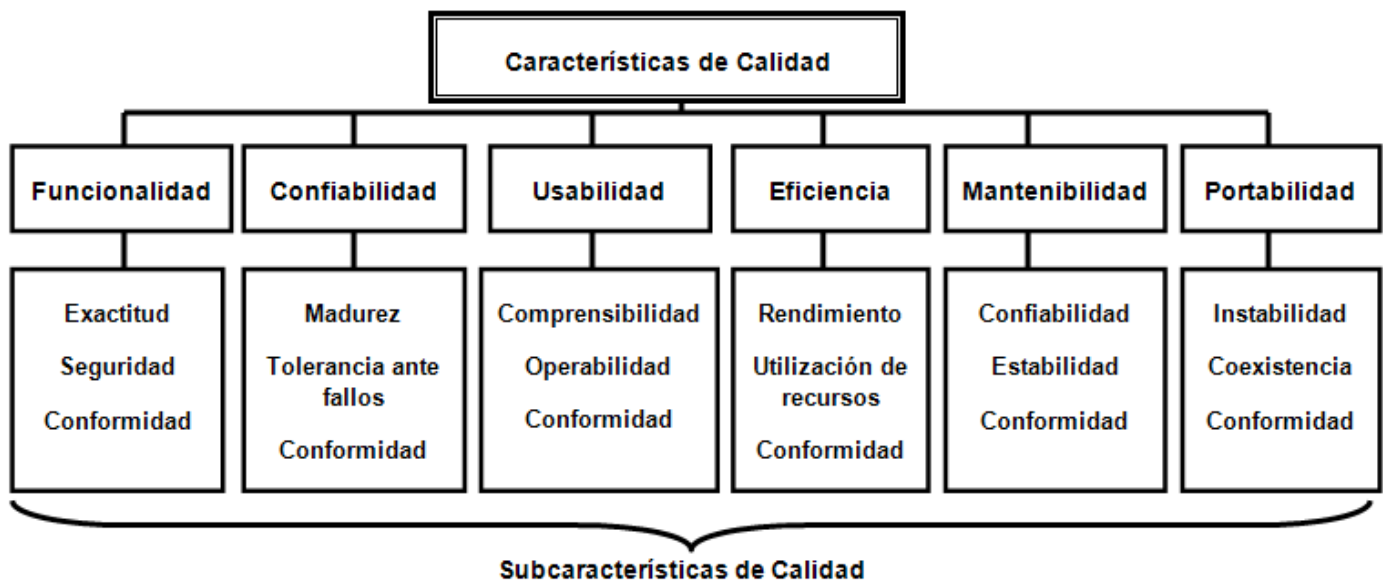 Características de Calidad
Funcionalidad
Confiabilidad
Usabilidad
Eficiencia
Mantenibilidad
Portabilidad
Exactitud
Seguridad
Conformidad
Madurez
Tolerancia ante
fallos
Conformidad
Comprensibilidad
Operabilidad
Conformidad
Rendimiento
Utilización de
recursos
Conformidad
Confiabilidad
Estabilidad
Conformidad
Instabilidad
Coexistencia
Conformidad
Subcaracterísticas de Calidad